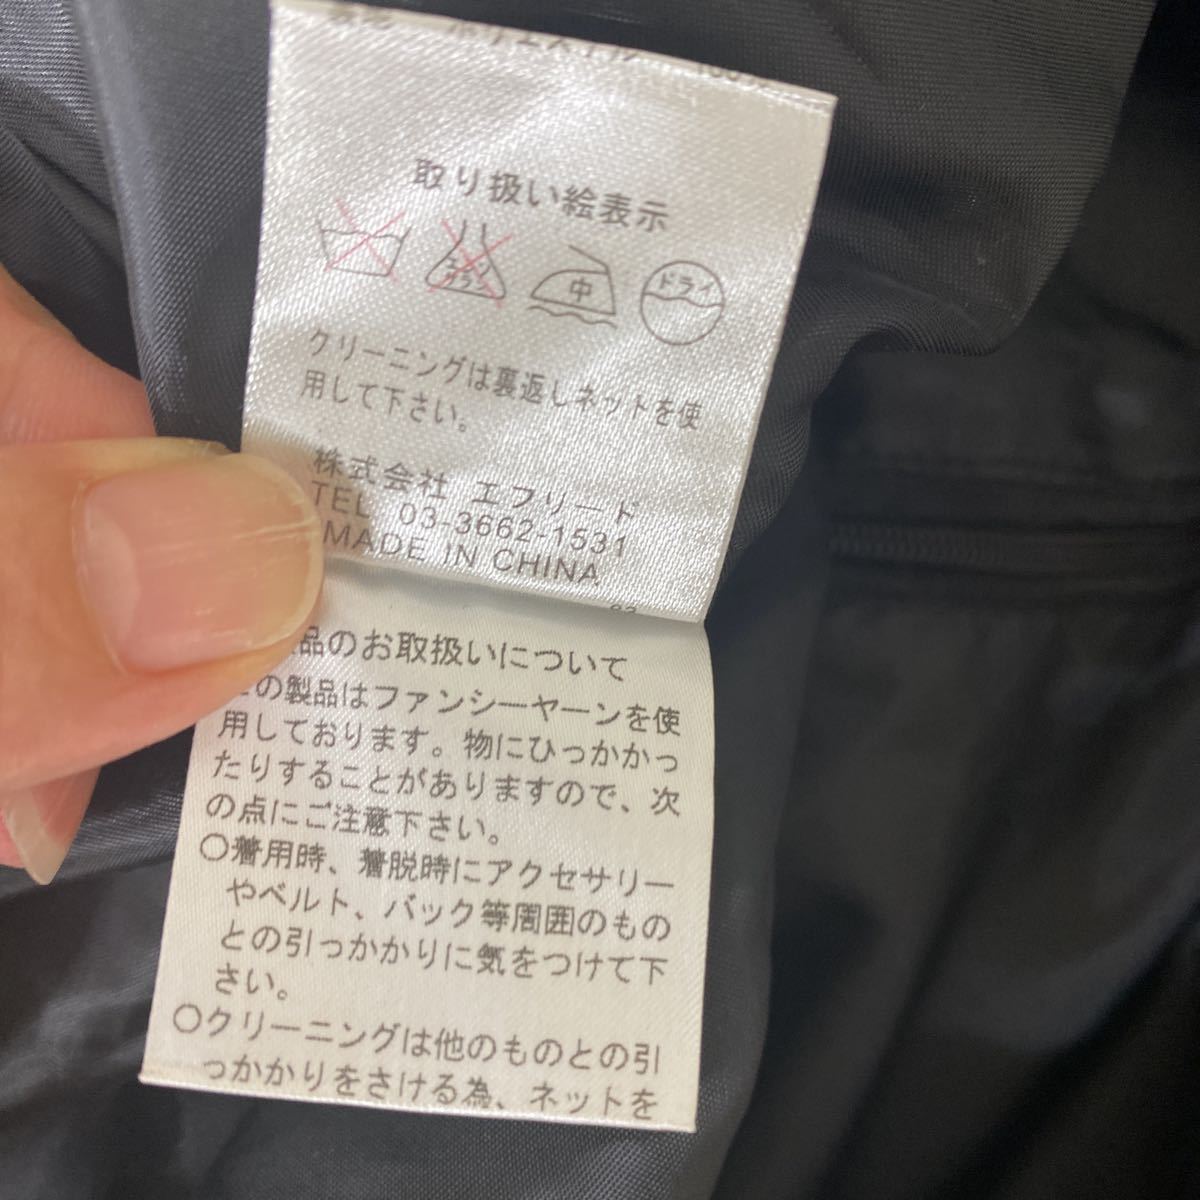 取り扱い絵表示
エンソ
サラシ
中
ドライ
クリーニングは裏返しネットを使
用して下さい。
株式会社 エフリード
TEL 03-3662-1531
MADE IN CHINA
品のお取扱いについて
の製品はファンシーヤーンを使
用しております。物にひっかかっ
たりすることがありますので、次
の点にご注意下さい。
○着用時、着脱時にアクセサリー
やベルト、バック等周囲のもの
との引っかかりに気をつけて下
さい。
○クリーニングは他のものとの引
っかかりをさける為、ネットを